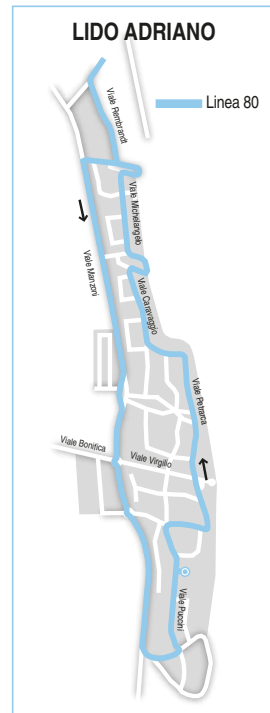 LIDO ADRIANO
Linea 80
Viale Rembrandt
Viale Michelangelo
Viale Manzoni
Viale Caravaggio
Viale Petrarca
Viale Bonifica
Viale Virgilio
Viale Puccini